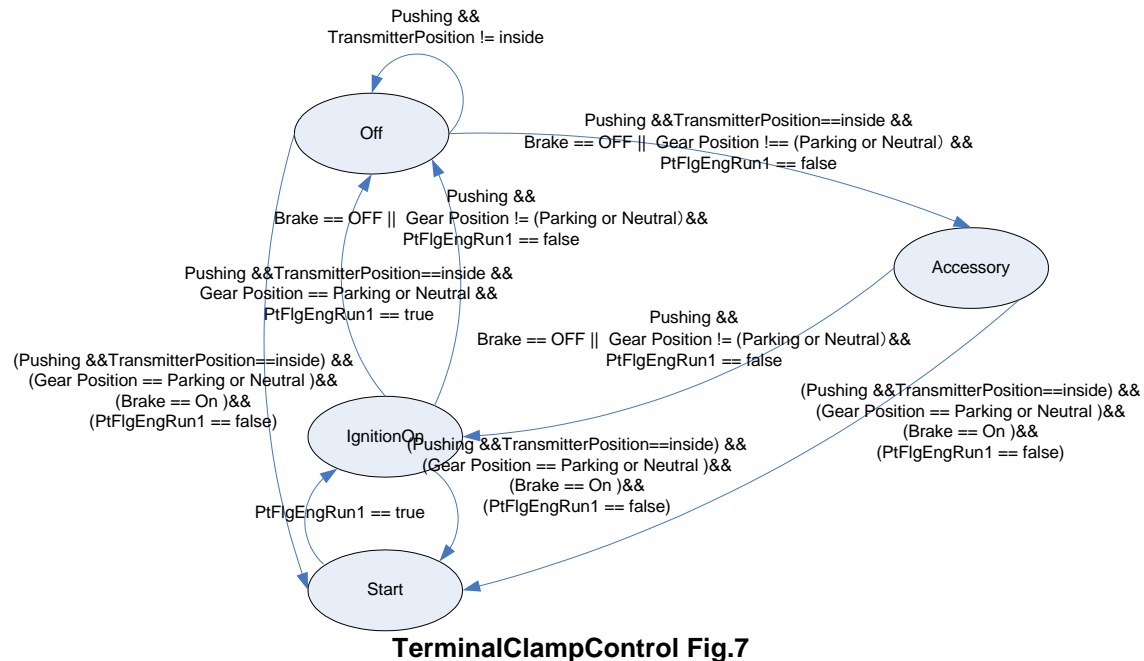 Pushing &&
TransmitterPosition != inside
Off
Pushing &&TransmitterPosition==inside &&
Brake == OFF || Gear Position !== (Parking or Neutral) &&
PtFlgEngRun1 == false
Pushing &&
Brake == OFF || Gear Position != (Parking or Neutral)&&
PtFlgEngRun1 == false
Accessory
Pushing &&TransmitterPosition==inside &&
Gear Position == Parking or Neutral &&
PtFlgEngRun1 == true
Pushing &&
Brake == OFF || Gear Position != (Parking or Neutral)&&
PtFlgEngRun1 == false
(Pushing &&TransmitterPosition==inside) &&
(Gear Position == Parking or Neutral )&&
(Brake == On )&&
(PtFlgEngRun1 == false)
(Pushing &&TransmitterPosition==inside) &&
(Gear Position == Parking or Neutral )&&
(Brake == On )&&
(PtFlgEngRun1 == false)
IgnitionOn
(Pushing &&TransmitterPosition==inside) &&
(Gear Position == Parking or Neutral )&&
(Brake == On )&&
(PtFlgEngRun1 == false)
PtFlgEngRun1 == true
Start
TerminalClampControl Fig.7